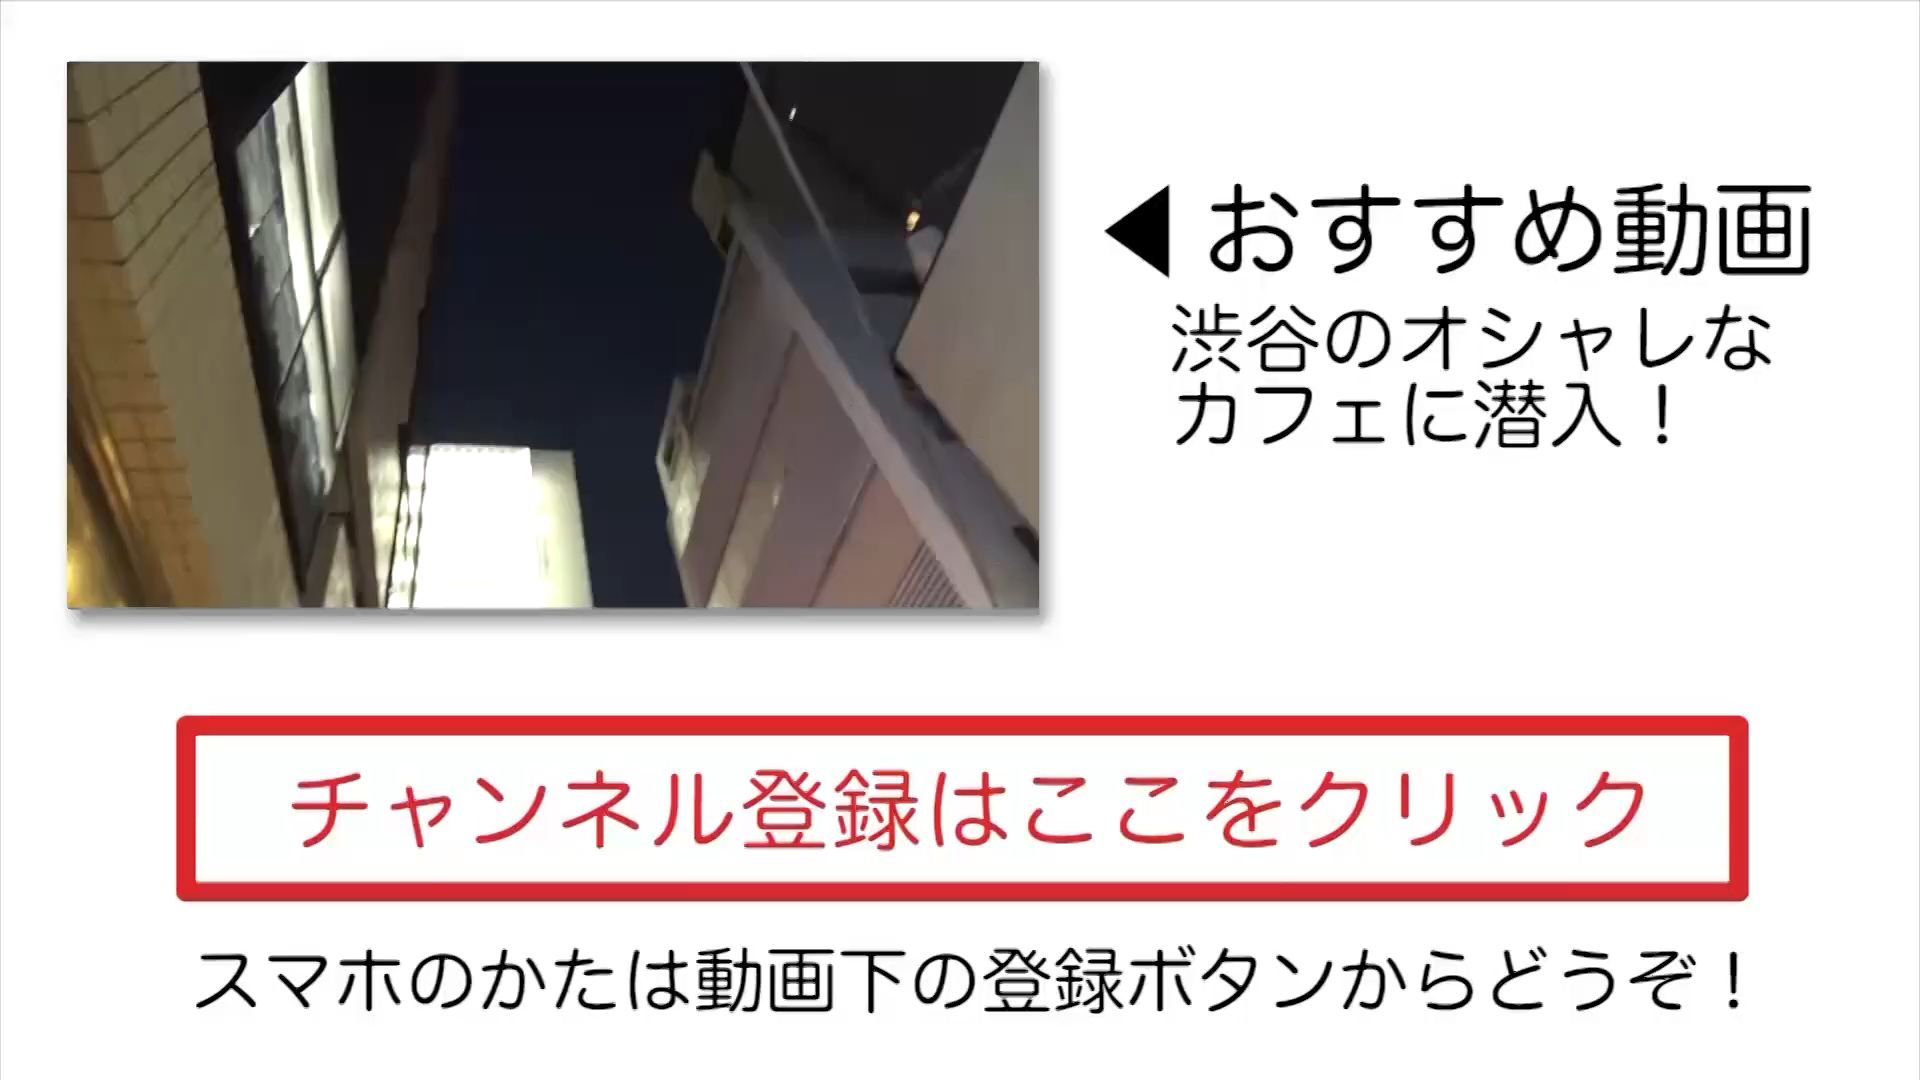 ◀おすすめ動画
渋谷のオシャレな
カフェに潜入！
チャンネル登録はここをクリック
スマホのかたは動画下の登録ボタンからどうぞ！